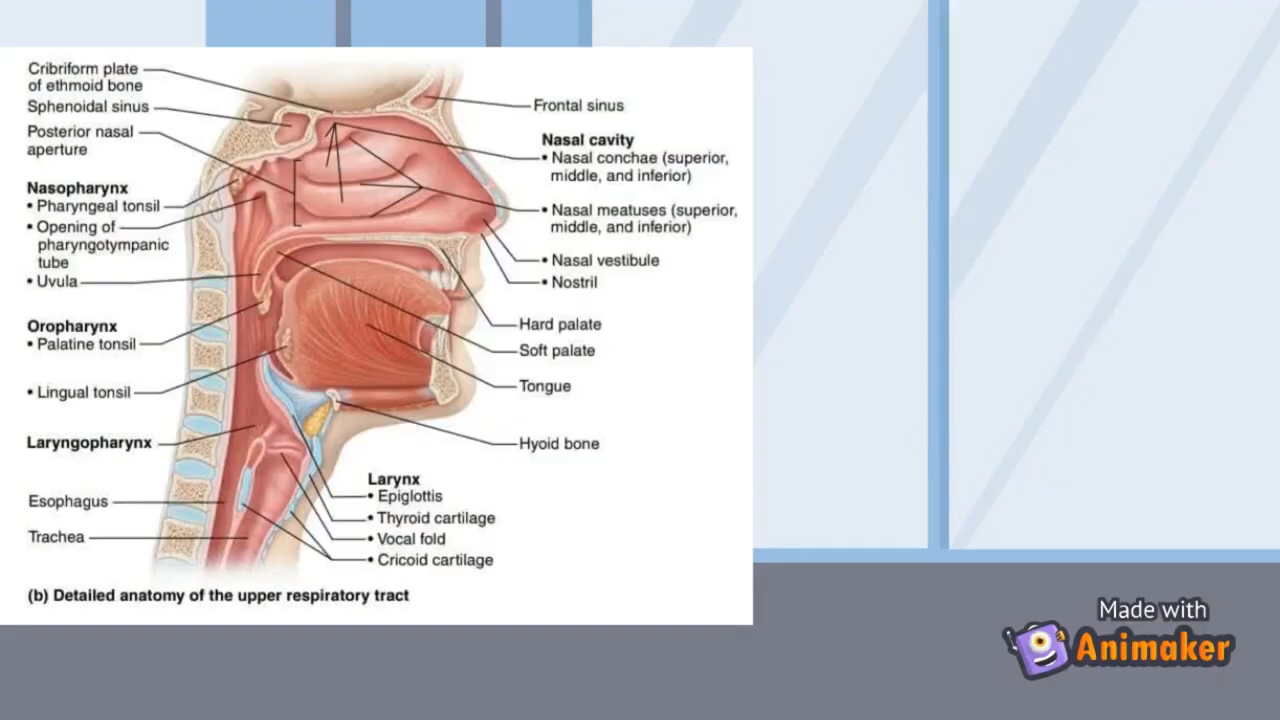 Cribriform plate
of ethmoid bone
Sphenoidal sinus
Posterior nasal
aperture
Nasopharynx
• Pharyngeal tonsil
• Opening of
pharyngotympanic
tube
• Uvula
Oropharynx
• Palatine tonsil
• Lingual tonsil
Laryngopharynx
Esophagus
Trachea
Frontal sinus
Nasal cavity
• Nasal conchae (superior,
middle, and inferior)
• Nasal meatuses (superior,
middle, and inferior)
• Nasal vestibule
• Nostril
Hard palate
Soft palate
Tongue
Hyoid bone
Larynx
• Epiglottis
• Thyroid cartilage
• Vocal fold
• Cricoid cartilage
(b) Detailed anatomy of the upper respiratory tract
Made with
Animaker